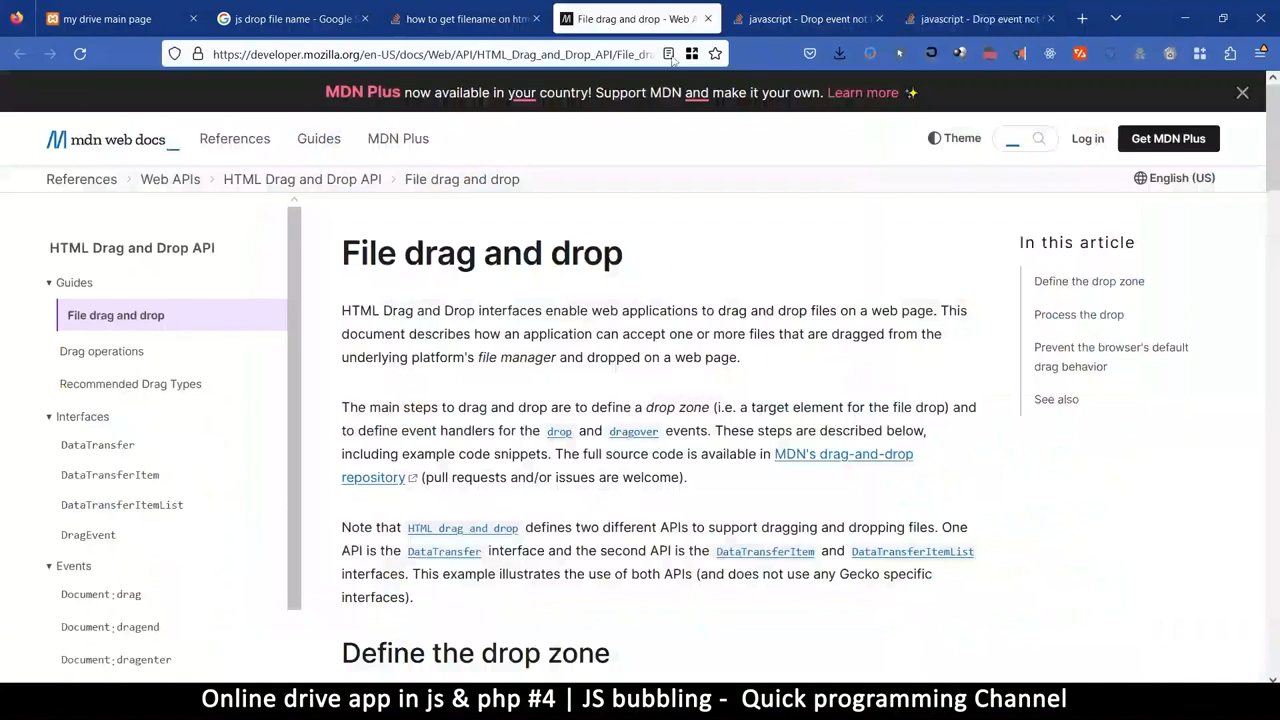 my drive main page
js drop file name - Google S
how to get filename on htm
File drag and drop - Web A
javascript - Drop event not
javascript - Drop event not
https://developer.mozilla.org/en-US/docs/Web/API/HTML_Drag_and_Drop_API/File_dra
MDN Plus now available in your country! Support MDN and make it your own. Learn more ✨
mdn web docs_
References
Guides
MDN Plus
Theme
Log in
Get MDN Plus
References
Web APIs
HTML Drag and Drop API
File drag and drop
English (US)
HTML Drag and Drop API
Guides
File drag and drop
Drag operations
Recommended Drag Types
Interfaces
DataTransfer
DataTransferItem
DataTransferItemList
DragEvent
Events
Document: drag
Document: dragend
Document: dragenter
File drag and drop
HTML Drag and Drop interfaces enable web applications to drag and drop files on a web page. This
document describes how an application can accept one or more files that are dragged from the
underlying platform's file manager and dropped on a web page.
The main steps to drag and drop are to define a drop zone (i.e. a target element for the file drop) and
to define event handlers for the drop and dragover events. These steps are described below,
including example code snippets. The full source code is available in MDN's drag-and-drop
repository (pull requests and/or issues are welcome).
Note that HTML drag and drop defines two different APIs to support dragging and dropping files. One
API is the DataTransfer interface and the second API is the DataTransferItem and DataTransferItemList
interfaces. This example illustrates the use of both APIs (and does not use any Gecko specific
interfaces).
Define the drop zone
In this article
Define the drop zone
Process the drop
Prevent the browser's default
drag behavior
See also
Online drive app in js & php #4 | JS bubbling - Quick programming Channel